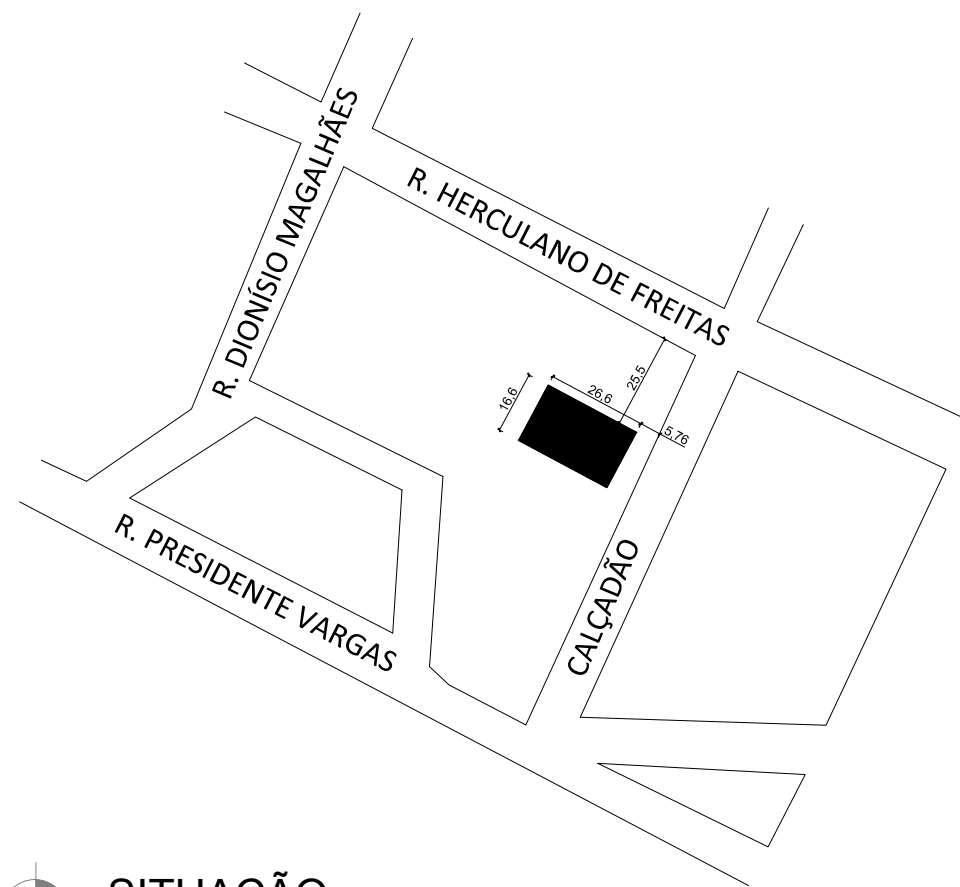 R. DIONÍSIO MAGALHÃES
R. HERCULANO DE FREITAS
25,5
26,6
16,6
5,76
CALÇADÃO
R. PRESIDENTE VARGAS
SITUAÇÃO